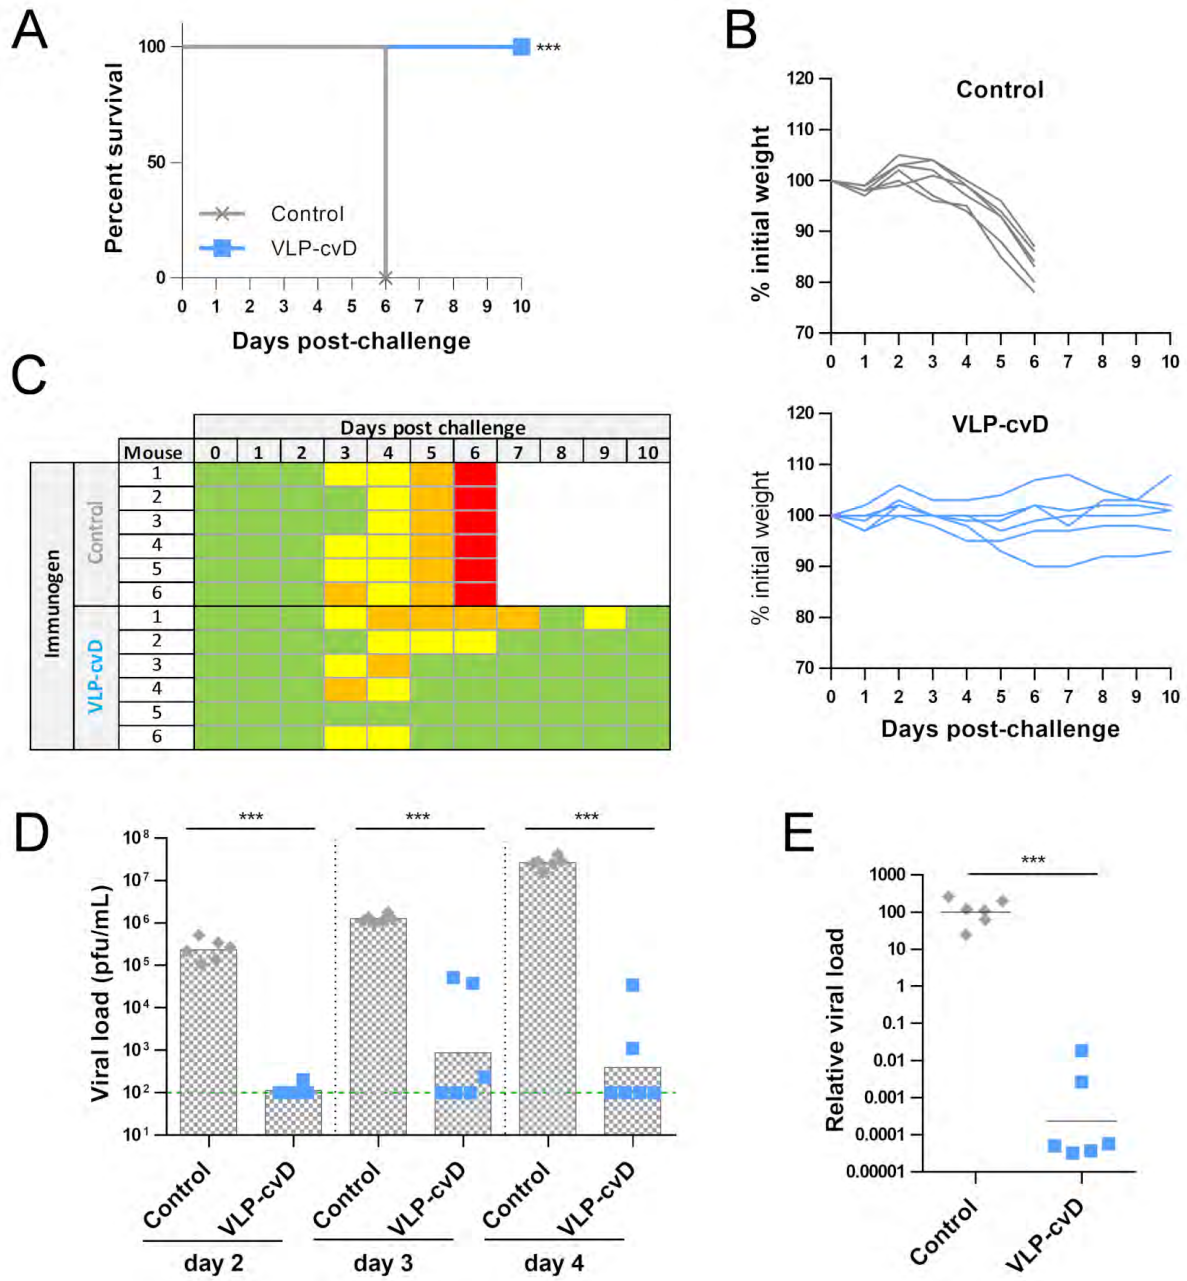 A
100
50
0
Percent survival
Control
VLP-cvD
***
0 1 2 3 4 5 6 7 8 9 10
Days post-challenge
B
Control
120
110
100
90
80
70
% initial weight
0 1 2 3 4 5 6 7 8 9 10
VLP-cvD
120
110
100
90
80
70
% initial weight
0 1 2 3 4 5 6 7 8 9 10
Days post-challenge
C
Days post challenge
Mouse 0 1 2 3 4 5 6 7 8 9 10
Immunogen
Control
1
2
3
4
5
6
VLP-cvD
1
2
3
4
5
6
D
*** *** ***
Viral load (pfu/mL)
10⁸
10⁷
10⁶
10⁵
10⁴
10³
10²
10¹
Control VLP-cvD Control VLP-cvD Control VLP-cvD
day 2 day 3 day 4
E
***
Relative viral load
1000
100
10
1
0.1
0.01
0.001
0.0001
0.00001
Control VLP-cvD